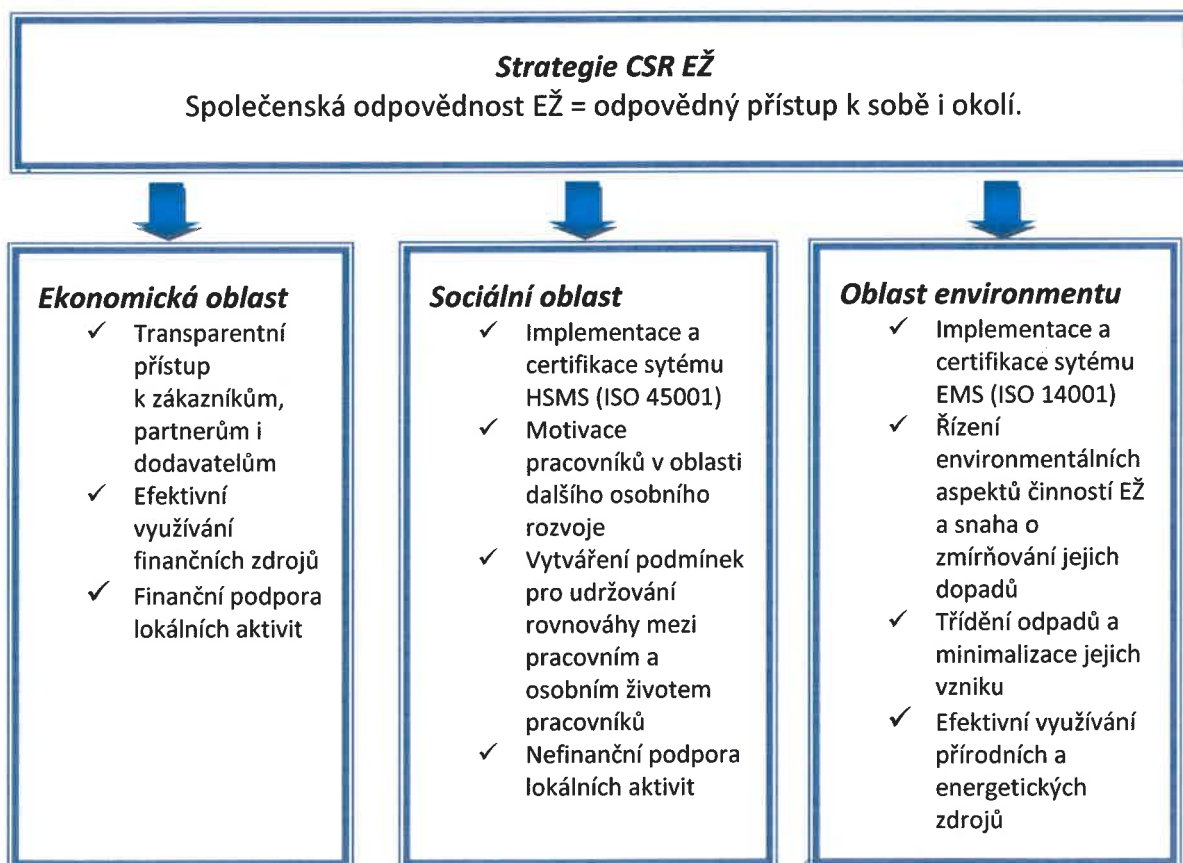 Strategie CSR EŽ
Společenská odpovědnost EŽ = odpovědný přístup k sobě i okolí.
Ekonomická oblast
✓ Transparentní
přístup
k zákazníkům,
partnerům i
dodavatelům
✓ Efektivní
využívání
finančních zdrojů
✓ Finanční podpora
lokálních aktivit
Sociální oblast
✓ Implementace a
certifikace sytému
HSMS (ISO 45001)
✓ Motivace
pracovníků v oblasti
dalšího osobního
rozvoje
✓ Vytváření podmínek
pro udržování
rovnováhy mezi
pracovním a
osobním životem
pracovníků
✓ Nefinanční podpora
lokálních aktivit
Oblast environmentu
✓ Implementace a
certifikace sytému
EMS (ISO 14001)
✓ Řízení
environmentálních
aspektů činností EŽ
a snaha o
zmírňování jejich
dopadů
✓ Třídění odpadů a
minimalizace jejich
vzniku
✓ Efektivní využívání
přírodních a
energetických
zdrojů